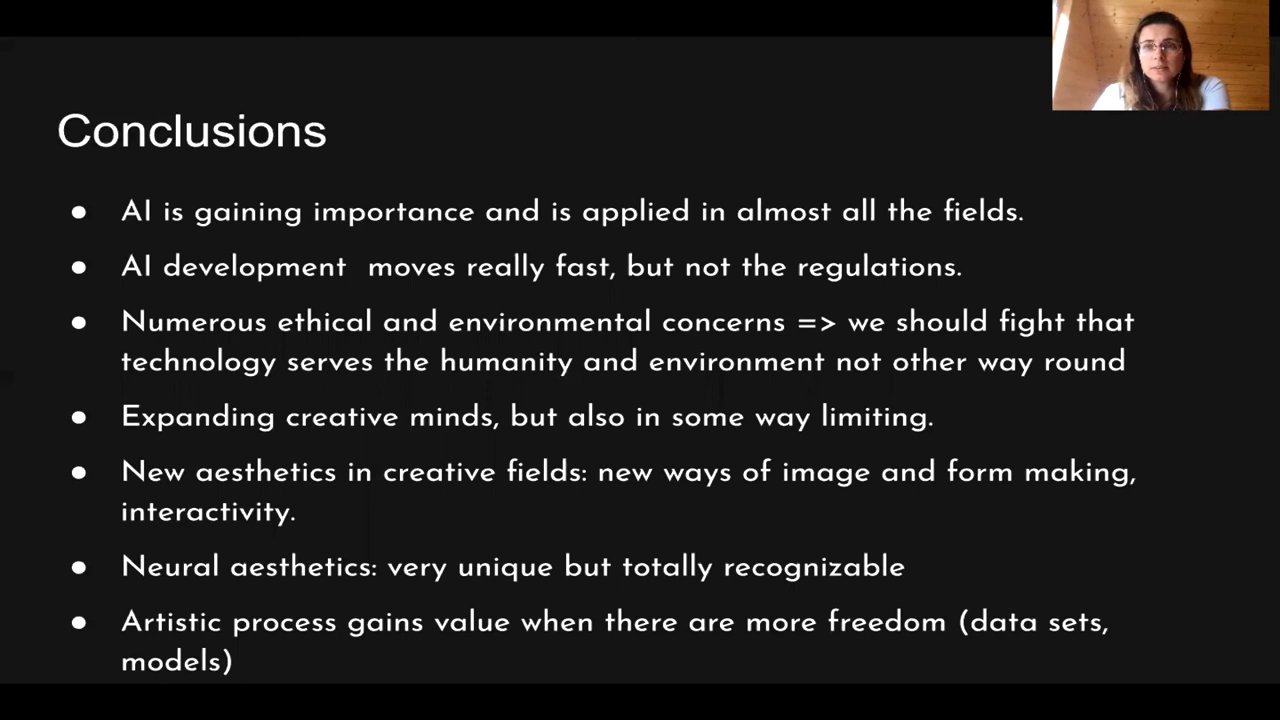 Conclusions
● AI is gaining importance and is applied in almost all the fields.
● AI development  moves really fast, but not the regulations.
● Numerous ethical and environmental concerns => we should fight that
technology serves the humanity and environment not other way round
● Expanding creative minds, but also in some way limiting.
● New aesthetics in creative fields: new ways of image and form making,
interactivity.
● Neural aesthetics: very unique but totally recognizable
● Artistic process gains value when there are more freedom (data sets,
models)